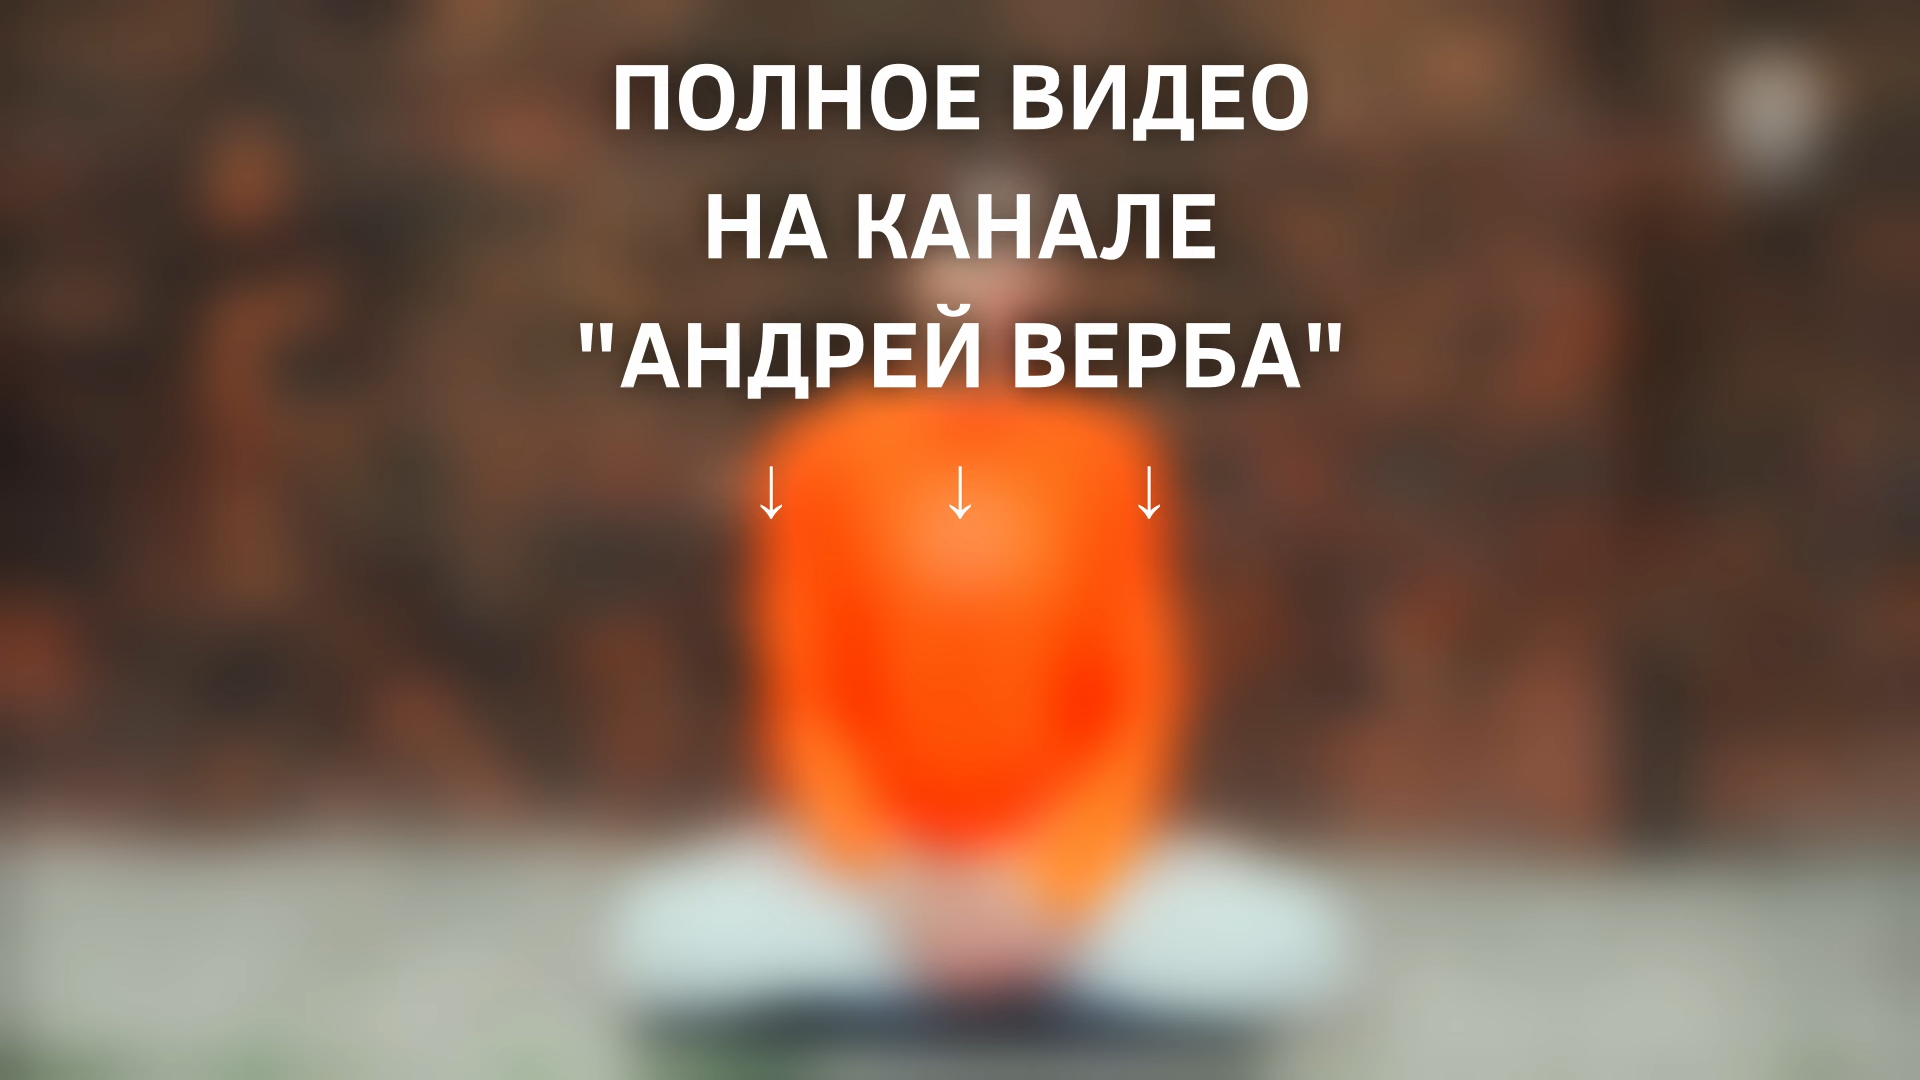 ПОЛНОЕ ВИДЕО
НА КАНАЛЕ
"АНДРЕЙ ВЕРБА"
↓ ↓ ↓